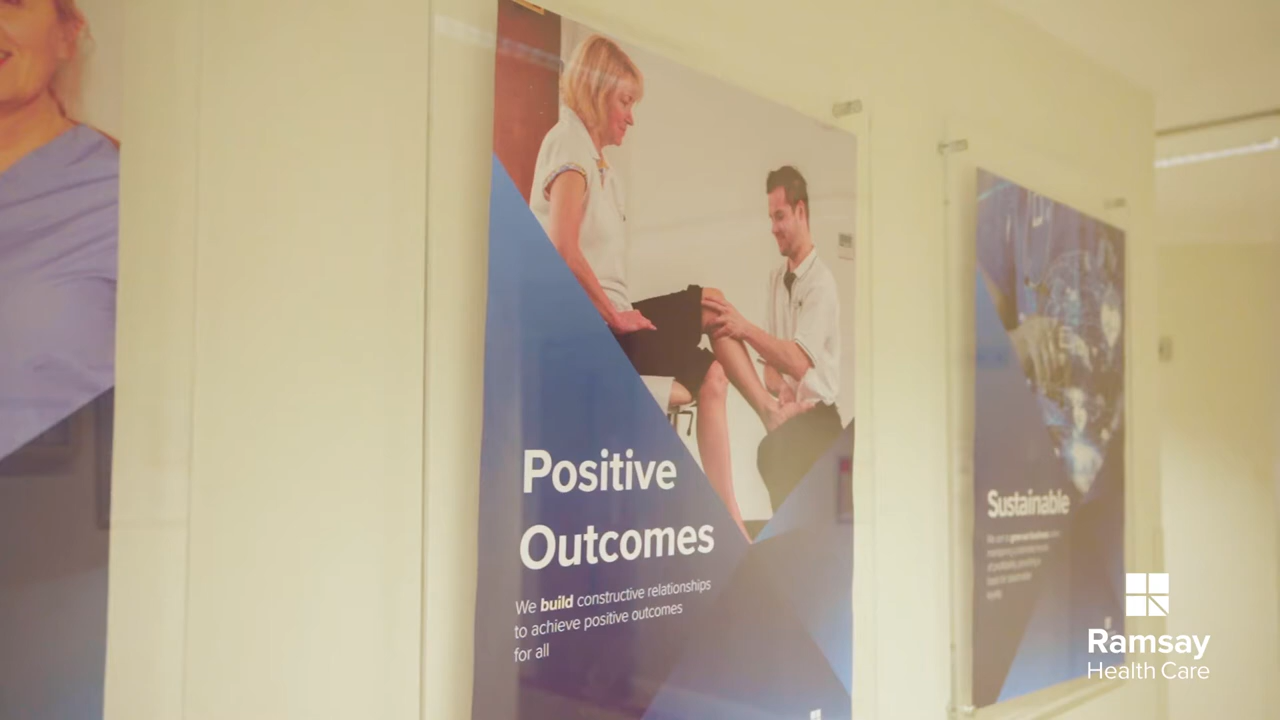 Positive
Outcomes
We build constructive relationships
to achieve positive outcomes
for all
Sustainable
Ramsay
Health Care